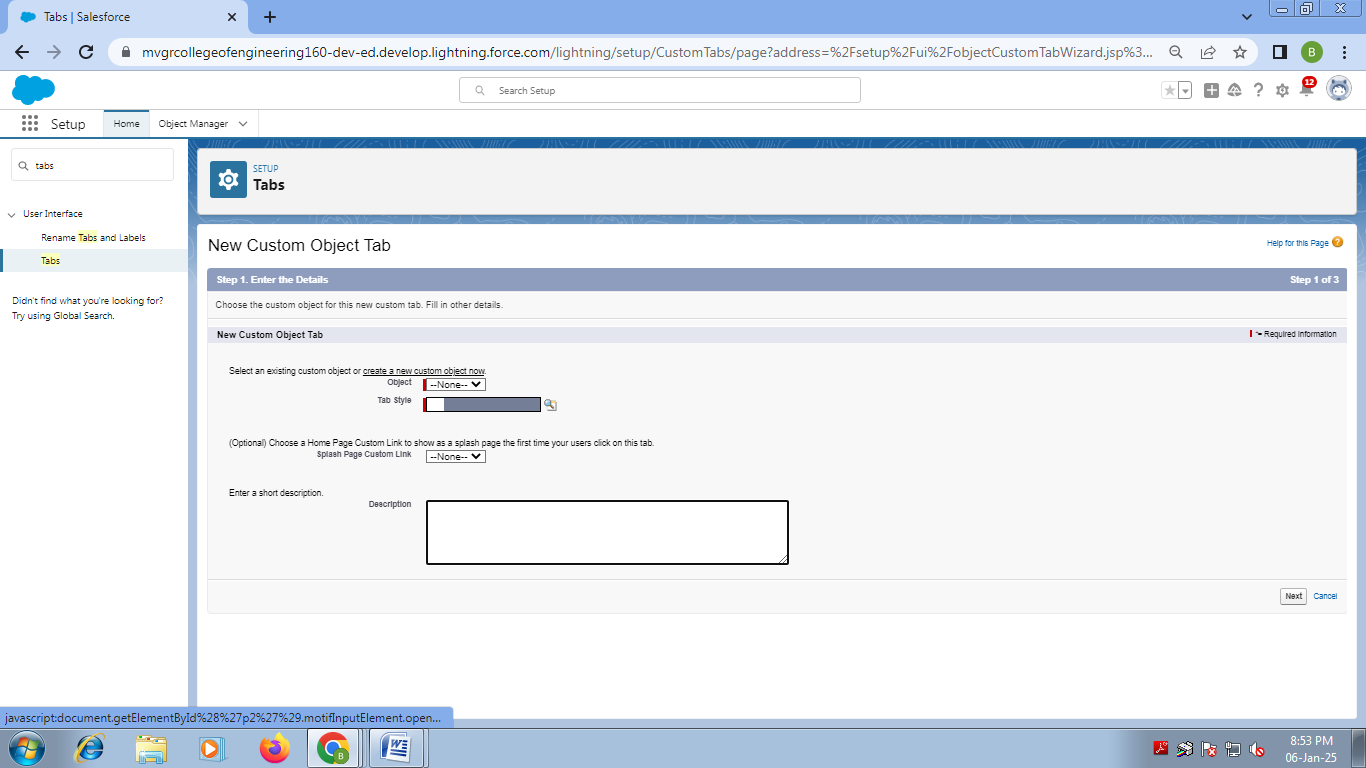 Tabs | Salesforce
mvgrcollegeofengineering160-dev-ed.develop.lightning.force.com/lightning/setup/CustomTabs/page?address=%2Fsetup%2Fui%2FobjectCustomTabWizard.jsp%3...
B
Search Setup
12
Setup
Home
Object Manager
tabs
SETUP
Tabs
User Interface
Rename Tabs and Labels
Tabs
Didn't find what you're looking for?
Try using Global Search.
New Custom Object Tab
Help for this Page
Step 1. Enter the Details
Step 1 of 3
Choose the custom object for this new custom tab. Fill in other details.
New Custom Object Tab
= Required Information
Select an existing custom object or create a new custom object now.
Object
--None--
Tab Style
(Optional) Choose a Home Page Custom Link to show as a splash page the first time your users click on this tab.
Splash Page Custom Link
--None--
Enter a short description.
Description
Next
Cancel
javascript:document.getElementById%28%27p2%27%29.motifInputElement.open...
B
8:53 PM
06-Jan-25